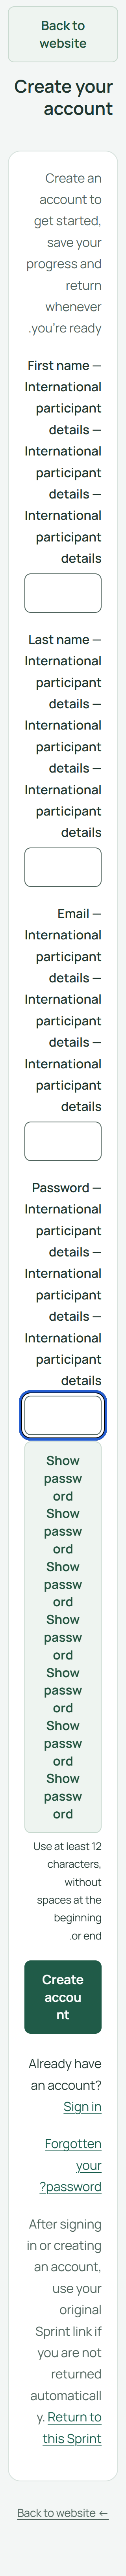 Back to
website
Create your
account
Create an
account to
get started,
save your
progress and
return
whenever
.you're ready
First name —
International
participant
details —
International
participant
details —
International
participant
details
Last name —
International
participant
details —
International
participant
details —
International
participant
details
Email —
International
participant
details —
International
participant
details —
International
participant
details
Password —
International
participant
details —
International
participant
details —
International
participant
details
Show
passw
ord
Show
passw
ord
Show
passw
ord
Show
passw
ord
Show
passw
ord
Show
passw
ord
Show
passw
ord
Use at least 12
characters,
without
spaces at the
beginning
.or end
Create
accou
nt
Already have
an account?
Sign in
Forgotten
your
?password
After signing
in or creating
an account,
use your
original
Sprint link if
you are not
returned
automaticall
y. Return to
this Sprint
Back to website ←